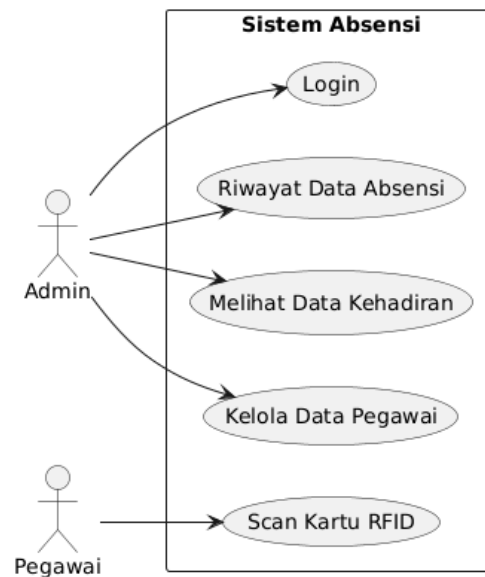 Sistem Absensi
Login
Riwayat Data Absensi
Admin
Melihat Data Kehadiran
Kelola Data Pegawai
Scan Kartu RFID
Pegawai